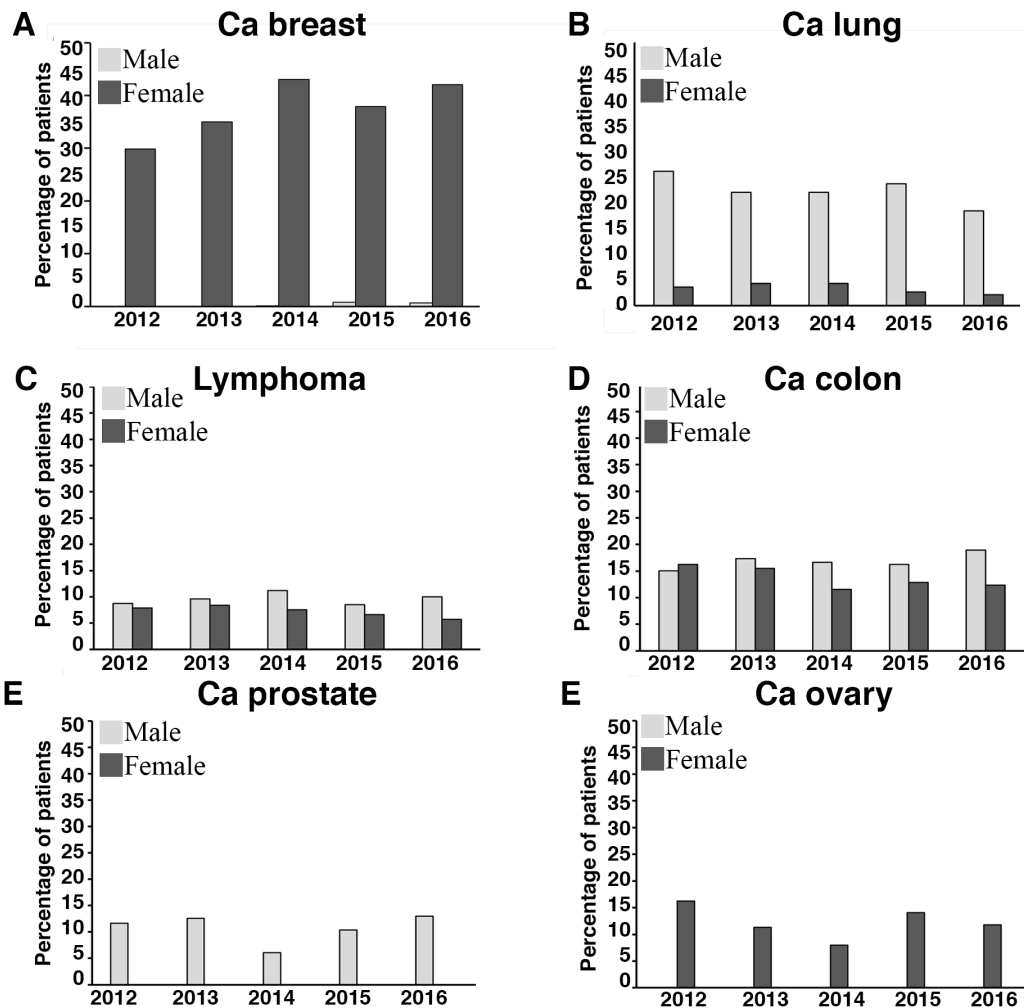 A Ca breast
Male
Female
Percentage of patients
50
45
40
35
30
25
20
15
10
5
0
2012 2013 2014 2015 2016
B Ca lung
Male
Female
Percentage of patients
50
45
40
35
30
25
20
15
10
5
0
2012 2013 2014 2015 2016
C Lymphoma
Male
Female
Percentage of patients
50
45
40
35
30
25
20
15
10
5
0
2012 2013 2014 2015 2016
D Ca colon
Male
Female
Percentage of patients
50
45
40
35
30
25
20
15
10
5
0
2012 2013 2014 2015 2016
E Ca prostate
Male
Female
Percentage of patients
50
45
40
35
30
25
20
15
10
5
0
2012 2013 2014 2015 2016
E Ca ovary
Male
Female
Percentage of patients
50
45
40
35
30
25
20
15
10
5
0
2012 2013 2014 2015 2016